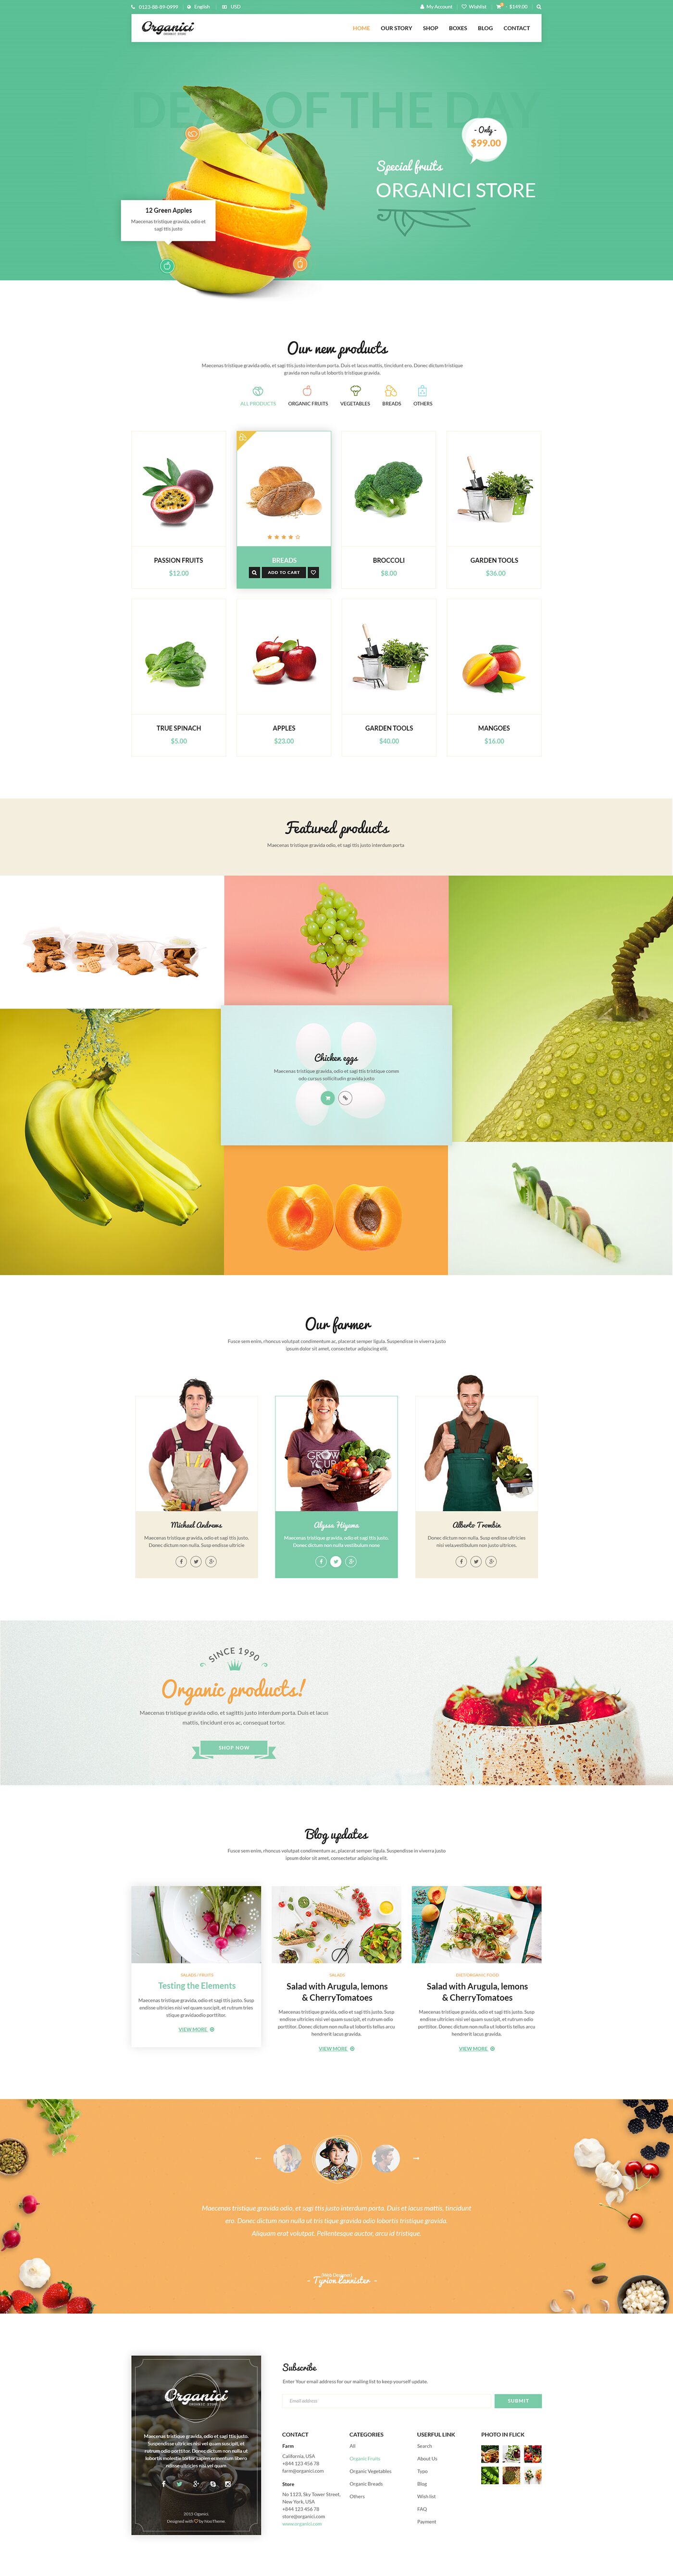 0123-88-89-0999 English USD My Account Wishlist $149.00
Organici
ORGANIC STORE
HOME OUR STORY SHOP BOXES BLOG CONTACT
DEAL OF THE DAY
- Only -
$99.00
Special fruits
ORGANICI STORE
12 Green Apples
Maecenas tristique gravida, odio et
sagi ttis justo
Our new products
Maecenas tristique gravida odio, et sagi ttis justo interdum porta. Duis et lacus mattis, tincidunt ero. Donec dictum tristique
gravida non nulla ut lobortis tristique gravida.
ALL PRODUCTS ORGANIC FRUITS VEGETABLES BREADS OTHERS
PASSION FRUITS
$12.00
BREADS
ADD TO CART
BROCCOLI
$8.00
GARDEN TOOLS
$36.00
TRUE SPINACH
$5.00
APPLES
$23.00
GARDEN TOOLS
$40.00
MANGOES
$16.00
Featured products
Maecenas tristique gravida odio, et sagi ttis justo interdum porta
Chicken eggs
Maecenas tristique gravida, odio et sagi ttis tristique comm
odo cursus sollicitudin gravida justo
Our farmer
Fusce sem enim, rhoncus volutpat condimentum ac, placerat semper ligula. Suspendisse in viverra justo
ipsum dolor sit amet, consectetur adipiscing elit.
Michael Andrews
Maecenas tristique gravida, odio et sagi ttis justo.
Donec dictum non nulla. Susp endisse ultricie
GROW
YOUR
Alyssa Hiyama
Maecenas tristique gravida, odio et sagi ttis justo.
Donec dictum non nulla vestibulum nunc
Alberto Trombin
Donec dictum non nulla. Susp endisse ultricies
nisi vela.vestibulum non justo ultrices.
SINCE 1990
Organic products!
Maecenas tristique gravida odio, et sagittis justo interdum porta. Duis et lacus
mattis, tincidunt eros ac, consequat tortor.
SHOP NOW
Blog updates
Fusce sem enim, rhoncus volutpat condimentum ac, placerat semper ligula. Suspendisse in viverra justo
ipsum dolor sit amet, consectetur adipiscing elit.
SALADS / FRUITS
Testing the Elements
Maecenas tristique gravida, odio et sagi ttis justo. Susp
endisse ultricies nisi vel quam suscipit, et rutrum tries
stique gravidaodio porttitor.
VIEW MORE
SALADS
Salad with Arugula, lemons
& CherryTomatoes
Maecenas tristique gravida, odio et sagi ttis justo. Susp
endisse ultricies nisi vel quam suscipit, et rutrum odio
porttitor. Donec dictum non nulla ut lobortis tellus arcu
hendrerit lacus gravida.
VIEW MORE
Salad with Arugula, lemons
& CherryTomatoes
Maecenas tristique gravida, odio et sagi ttis justo. Susp
endisse ultricies nisi vel quam suscipit, et rutrum odio
porttitor. Donec dictum non nulla ut lobortis tellus arcu
hendrerit lacus gravida.
VIEW MORE
Maecenas tristique gravida odio, et sagi ttis justo interdum porta. Duis et lacus mattis, tincidunt
ero. Donec dictum non nulla ut tris tique gravida odio lobortis tristique gravida.
Aliquam erat volutpat. Pellentesque auctor, arcu id tristique.
- Tyrion Lannister -
Organici
ORGANIC STORE
Maecenas tristique gravida, odio et sagi ttis justo.
Suspendisse ultricies nisi vel quam suscipit, et
rutrum odio porttitor. Donec dictum non nulla ut
lobortis molestie tortor sapien entesmum libero
ndisse ultricies nisi vel quam
2015 Oganici.
Designed with by NooTheme.
Subscribe
Enter Your email address for our mailing list to keep yourself update.
Email address
SUBMIT
CONTACT
Farm
California, USA
+844 123 456 78
farm@organici.com
Store
No 1123, Sky Tower Street,
New York, USA
+844 123 456 78
store@organici.com
www.organici.com
CATEGORIES
All
Organic Fruits
Organic Vegetables
Organic Breads
Others
USERFUL LINK
Search
About Us
Typo
Blog
Wish list
FAQ
Payment
PHOTO IN FLICK